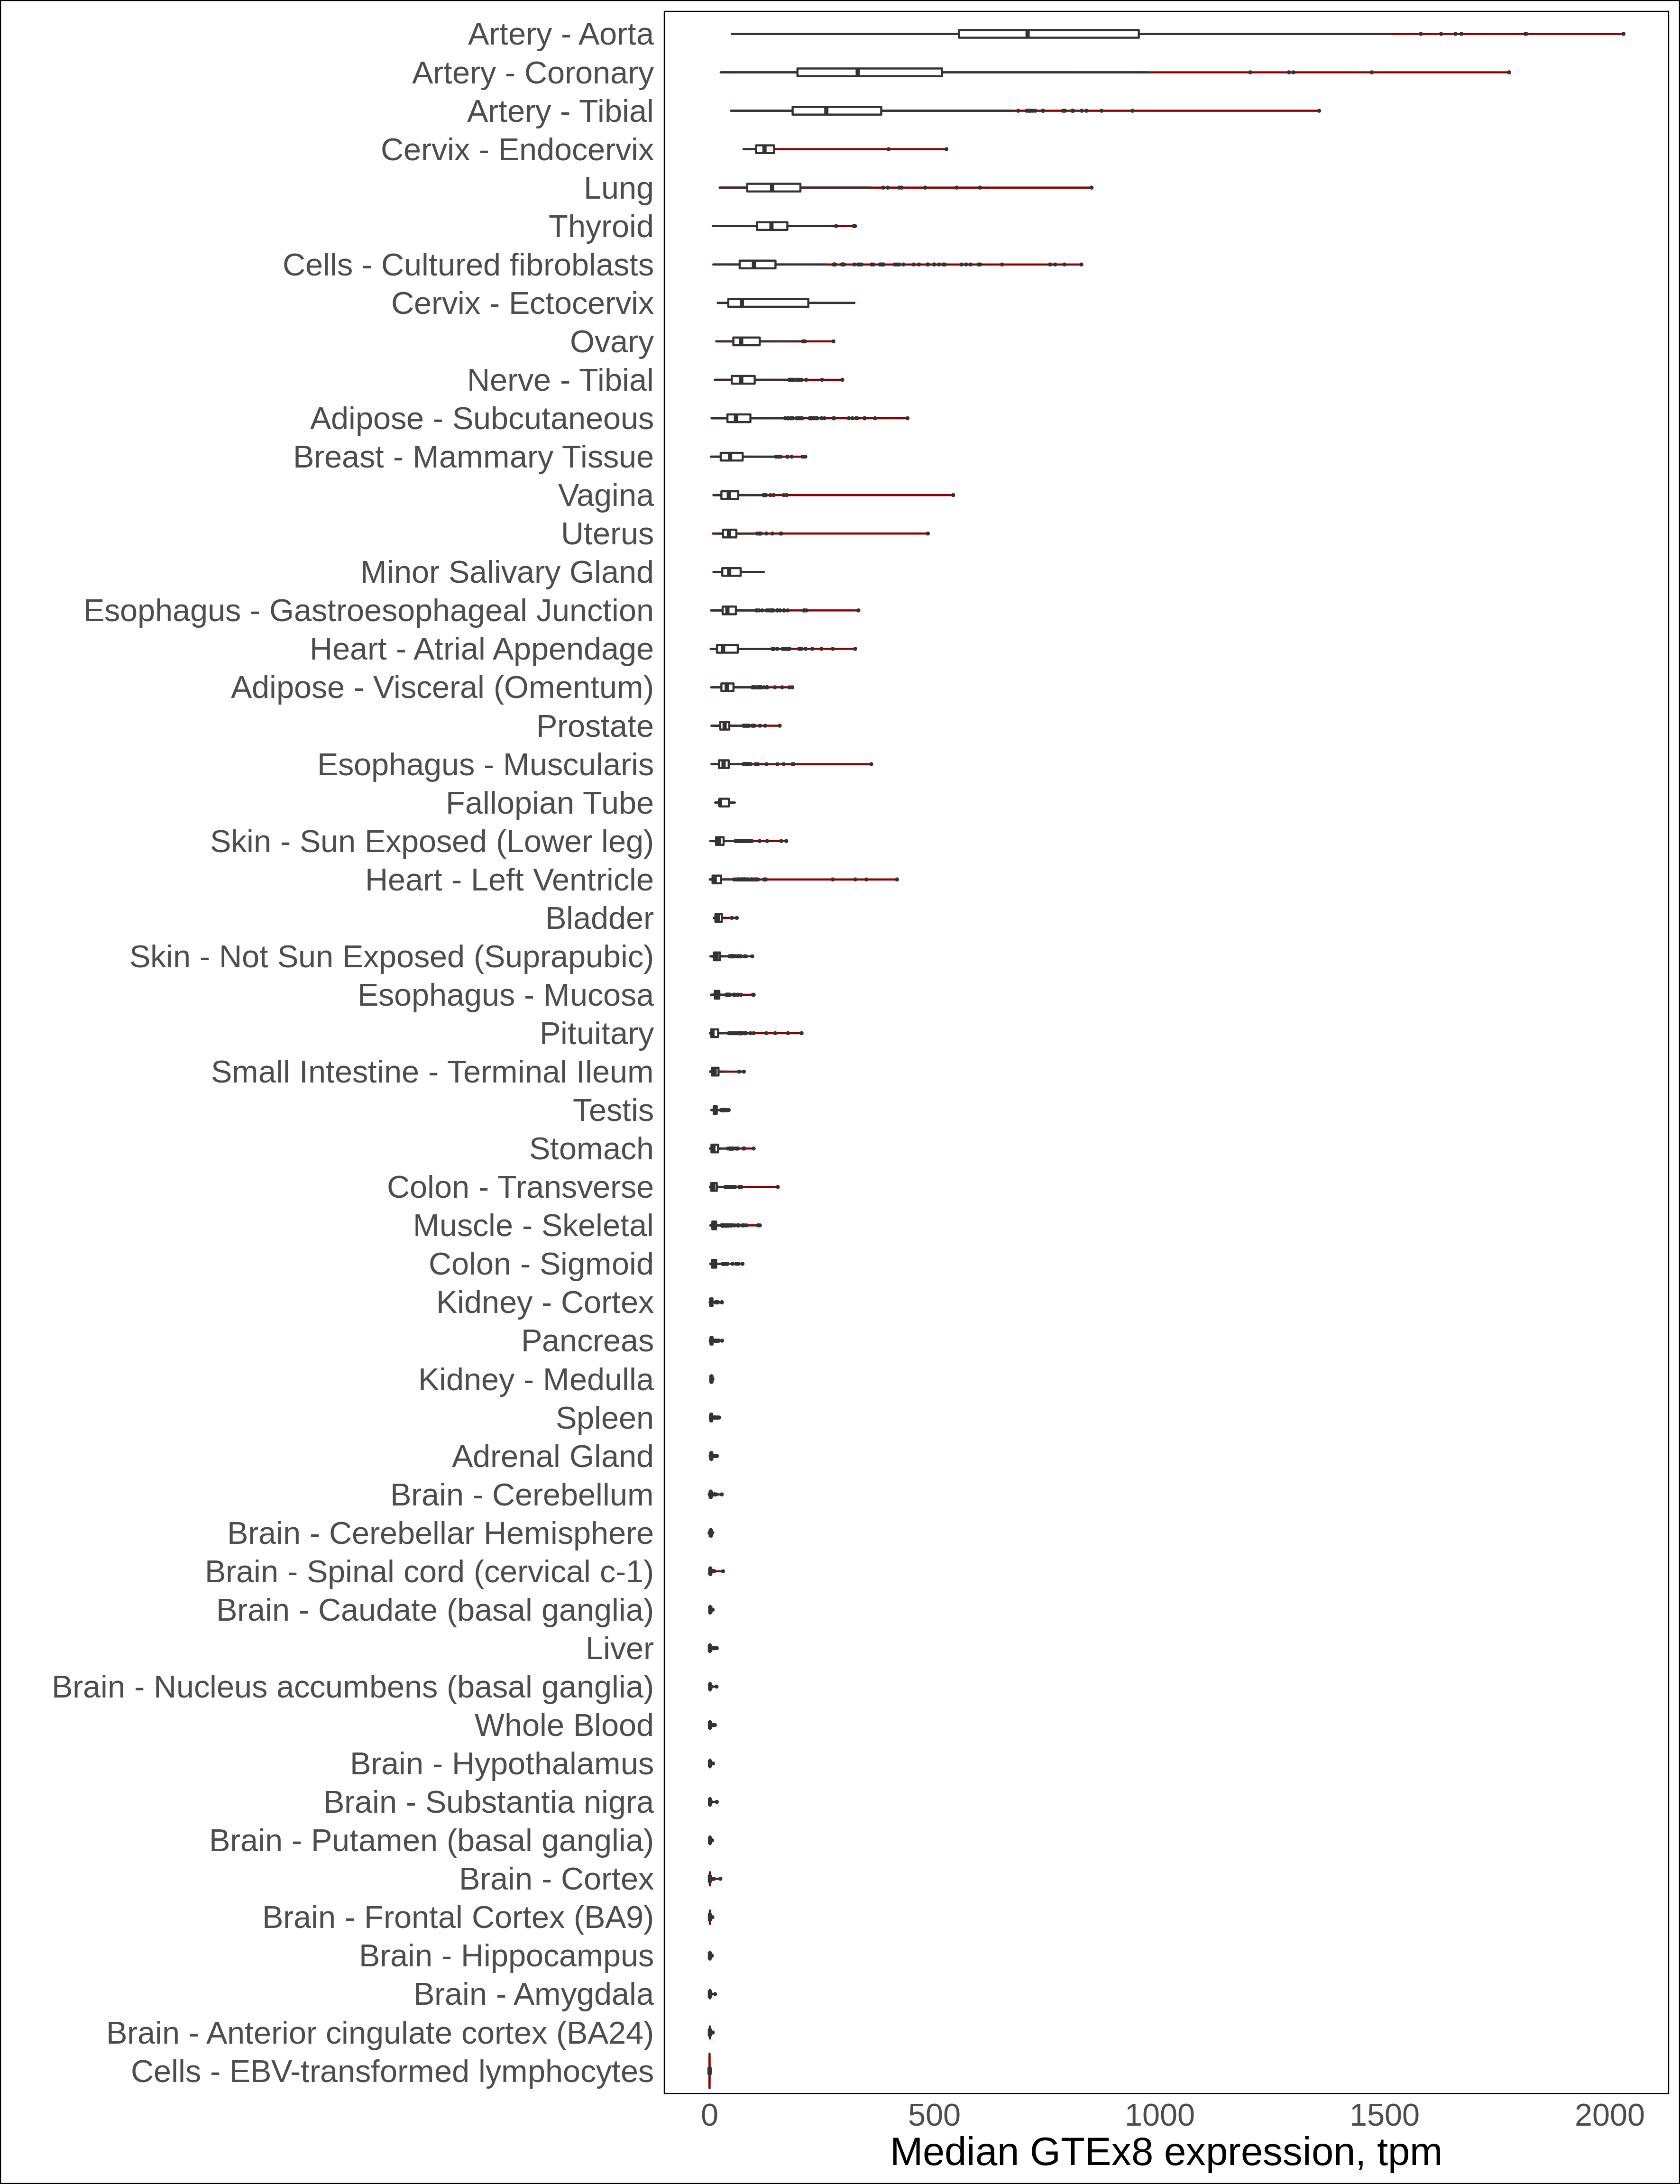 Artery - Aorta
Artery - Coronary
Artery - Tibial
Cervix - Endocervix
Lung
Thyroid
Cells - Cultured fibroblasts
Cervix - Ectocervix
Ovary
Nerve - Tibial
Adipose - Subcutaneous
Breast - Mammary Tissue
Vagina
Uterus
Minor Salivary Gland
Esophagus - Gastroesophageal Junction
Heart - Atrial Appendage
Adipose - Visceral (Omentum)
Prostate
Esophagus - Muscularis
Fallopian Tube
Skin - Sun Exposed (Lower leg)
Heart - Left Ventricle
Bladder
Skin - Not Sun Exposed (Suprapubic)
Esophagus - Mucosa
Pituitary
Small Intestine - Terminal Ileum
Testis
Stomach
Colon - Transverse
Muscle - Skeletal
Colon - Sigmoid
Kidney - Cortex
Pancreas
Kidney - Medulla
Spleen
Adrenal Gland
Brain - Cerebellum
Brain - Cerebellar Hemisphere
Brain - Spinal cord (cervical c-1)
Brain - Caudate (basal ganglia)
Liver
Brain - Nucleus accumbens (basal ganglia)
Whole Blood
Brain - Hypothalamus
Brain - Substantia nigra
Brain - Putamen (basal ganglia)
Brain - Cortex
Brain - Frontal Cortex (BA9)
Brain - Hippocampus
Brain - Amygdala
Brain - Anterior cingulate cortex (BA24)
Cells - EBV-transformed lymphocytes
0 500 1000 1500 2000
Median GTEx8 expression, tpm